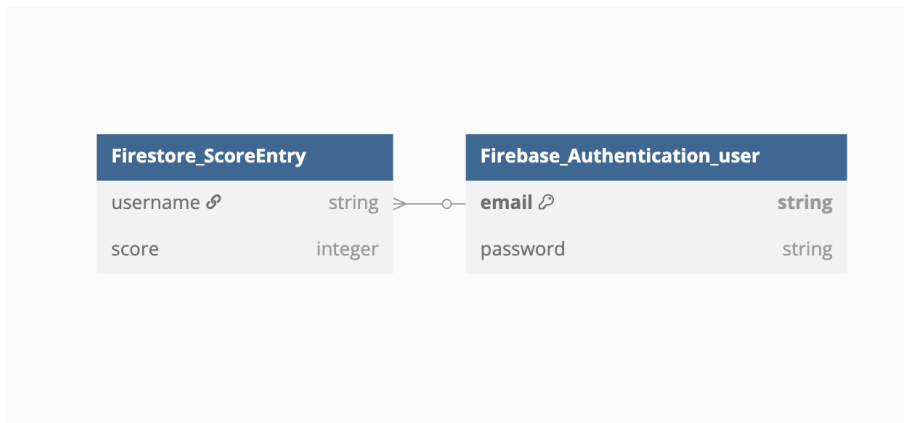 Firestore_ScoreEntry
username string
score integer
Firebase_Authentication_user
email string
password string